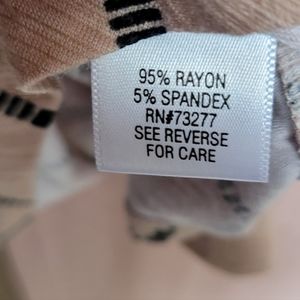 95% RAYON
5% SPANDEX
RN#73277
SEE REVERSE
FOR CARE